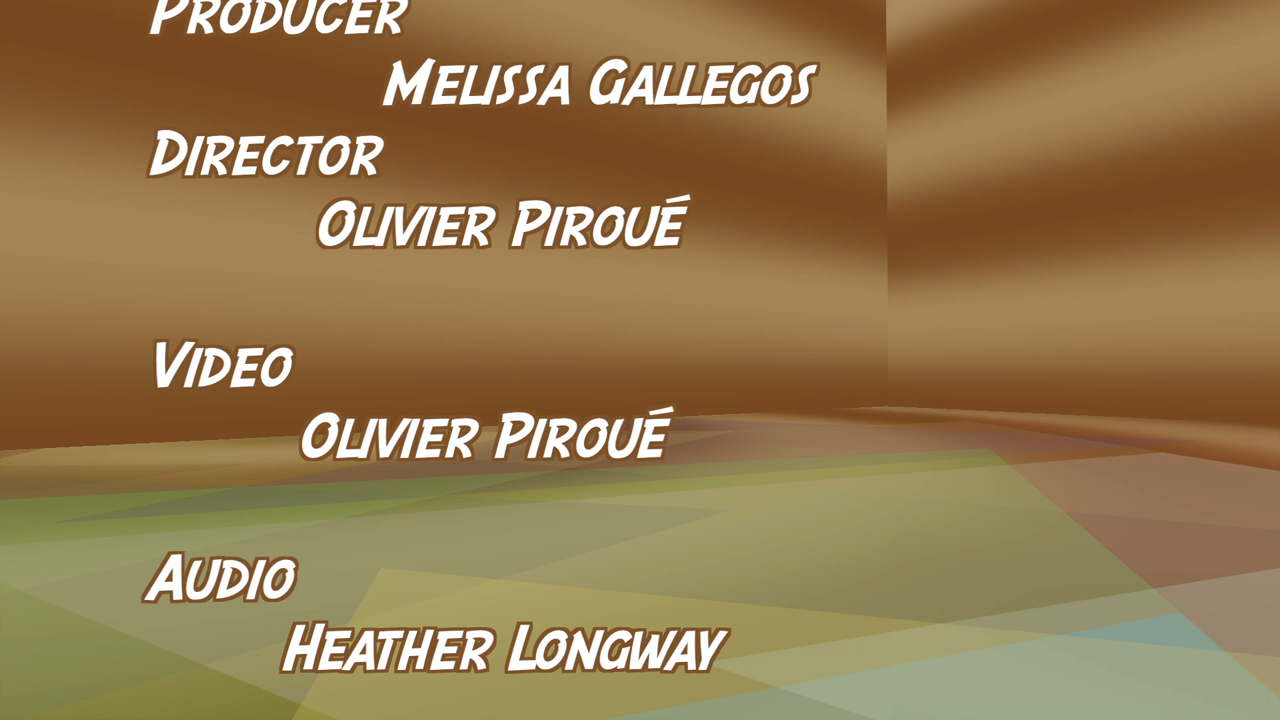 Producer
Melissa Gallegos
Director
Olivier Piroué
Video
Olivier Piroué
Audio
Heather Longway